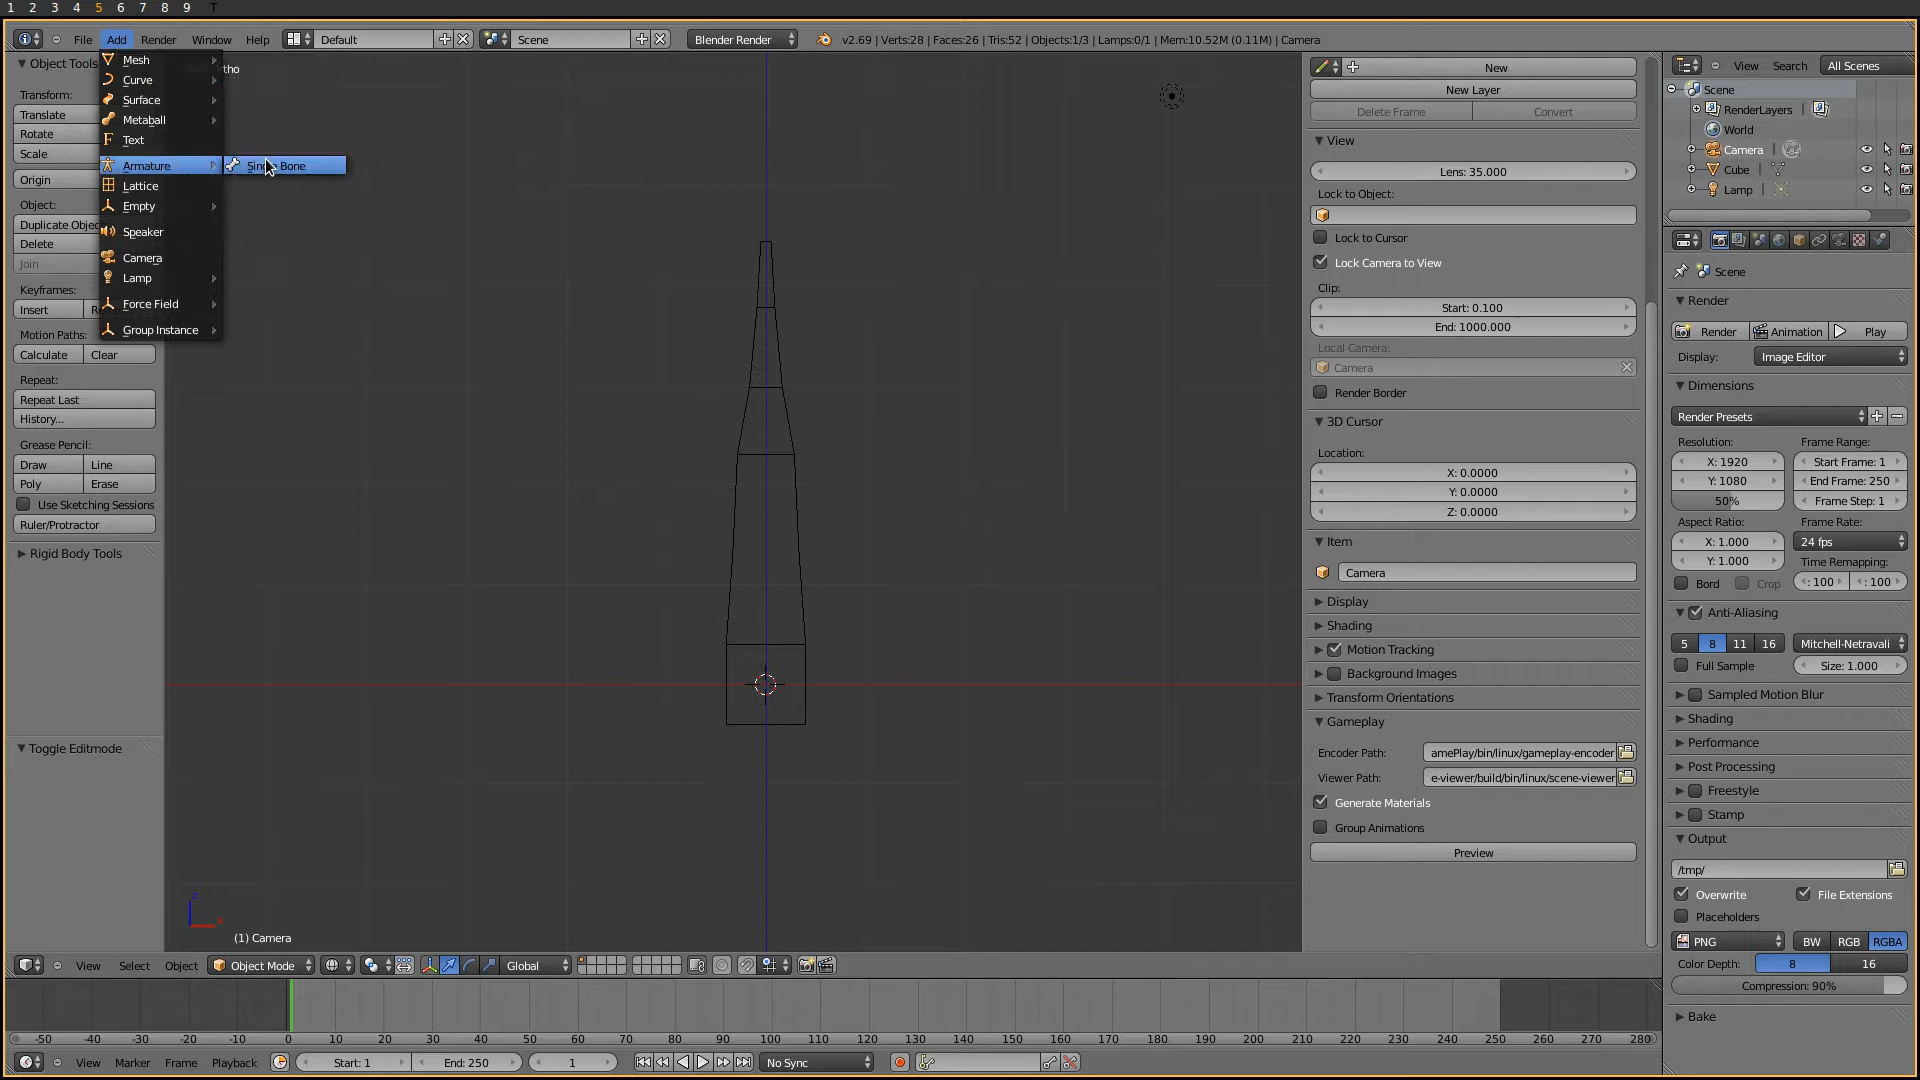 1 2 3 4 5 6 7 8 9 T
File Add Render Window Help Default Scene Blender Render v2.69 | Verts:28 | Faces:26 | Tris:52 | Objects:1/3 | Lamps:0/1 | Mem:10.52M (0.11M) | Camera
Object Tools
Transform:
Translate
Rotate
Scale
Origin
Object:
Duplicate Objec
Delete
Join
Keyframes:
Insert
Motion Paths:
Calculate Clear
Repeat:
Repeat Last
History...
Grease Pencil:
Draw Line
Poly Erase
Use Sketching Sessions
Ruler/Protractor
Rigid Body Tools
Toggle Editmode
Mesh
Curve
Surface
Metaball
Text
Armature
Lattice
Empty
Speaker
Camera
Lamp
Force Field
Group Instance
Bone
tho
(1) Camera
New
New Layer
Delete Frame Convert
View
Lens: 35.000
Lock to Object:
Lock to Cursor
Lock Camera to View
Clip:
Start: 0.100
End: 1000.000
Local Camera:
Camera
Render Border
3D Cursor
Location:
X: 0.0000
Y: 0.0000
Z: 0.0000
Item
Camera
Display
Shading
Motion Tracking
Background Images
Transform Orientations
Gameplay
Encoder Path: amePlay/bin/linux/gameplay-encoder
Viewer Path: e-viewer/build/bin/linux/scene-viewer
Generate Materials
Group Animations
Preview
View Search All Scenes
Scene
RenderLayers
World
Camera
Cube
Lamp
Scene
Render
Render Animation Play
Display: Image Editor
Dimensions
Render Presets
Resolution: Frame Range:
X: 1920 Start Frame: 1
Y: 1080 End Frame: 250
50% Frame Step: 1
Aspect Ratio: Frame Rate:
X: 1.000 24 fps
Y: 1.000 Time Remapping:
Bord Crop : 100 : 100
Anti-Aliasing
5 8 11 16 Mitchell-Netravali
Full Sample Size: 1.000
Sampled Motion Blur
Shading
Performance
Post Processing
Freestyle
Stamp
Output
/tmp/
Overwrite File Extensions
Placeholders
PNG BW RGB RGBA
Color Depth: 8 16
Compression: 90%
Bake
View Select Object Object Mode Global
-50 -40 -30 -20 -10 0 10 20 30 40 50 60 70 80 90 100 110 120 130 140 150 160 170 180 190 200 210 220 230 240 250 260 270 280
View Marker Frame Playback Start: 1 End: 250 1 No Sync